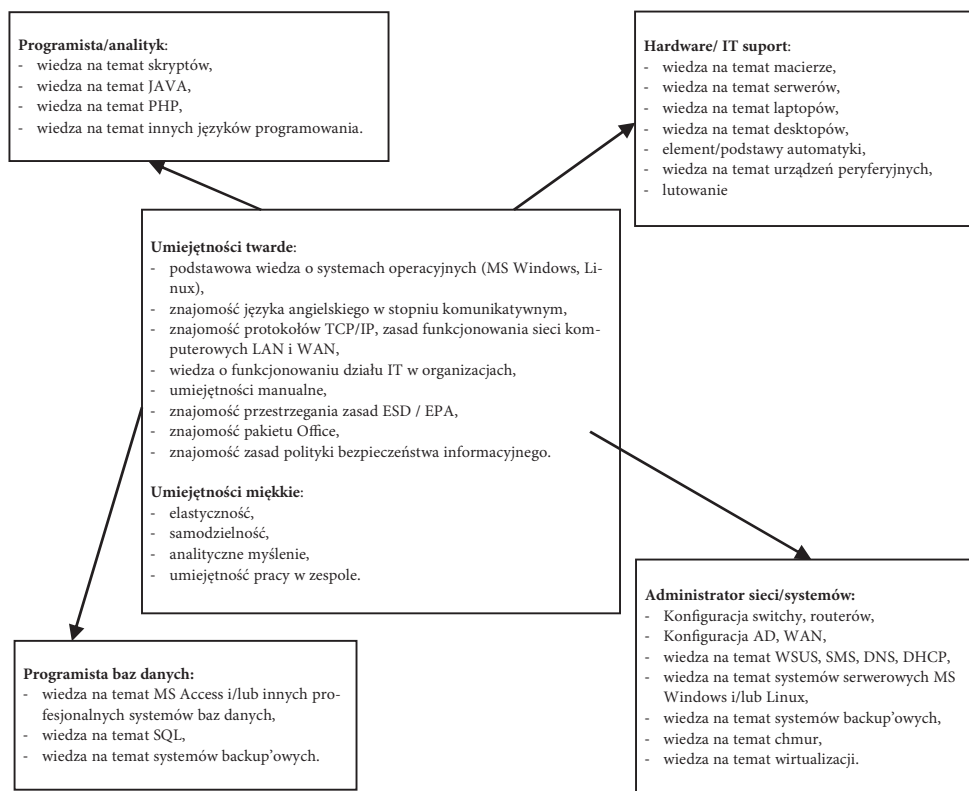 Programista/analityk:
- wiedza na temat skryptów,
- wiedza na temat JAVA,
- wiedza na temat PHP,
- wiedza na temat innych języków programowania.
Hardware/ IT suport:
- wiedza na temat macierze,
- wiedza na temat serwerów,
- wiedza na temat laptopów,
- wiedza na temat desktopów,
- element/podstawy automatyki,
- wiedza na temat urządzeń peryferyjnych,
- lutowanie
Umiejętności twarde:
- podstawowa wiedza o systemach operacyjnych (MS Windows, Li-
nux),
- znajomość języka angielskiego w stopniu komunikatywnym,
- znajomość protokołów TCP/IP, zasad funkcjonowania sieci kom-
puterowych LAN i WAN,
- wiedza o funkcjonowaniu działu IT w organizacjach,
- umiejętności manualne,
- znajomość przestrzegania zasad ESD / EPA,
- znajomość pakietu Office,
- znajomość zasad polityki bezpieczeństwa informacyjnego.
Umiejętności miękkie:
- elastyczność,
- samodzielność,
- analityczne myślenie,
- umiejętność pracy w zespole.
Programista baz danych:
- wiedza na temat MS Access i/lub innych pro-
fesjonalnych systemów baz danych,
- wiedza na temat SQL,
- wiedza na temat systemów backup'owych.
Administrator sieci/systemów:
- Konfiguracja switchy, routerów,
- Konfiguracja AD, WAN,
- wiedza na temat WSUS, SMS, DNS, DHCP,
- wiedza na temat systemów serwerowych MS
Windows i/lub Linux,
- wiedza na temat systemów backup'owych,
- wiedza na temat chmur,
- wiedza na temat wirtualizacji.